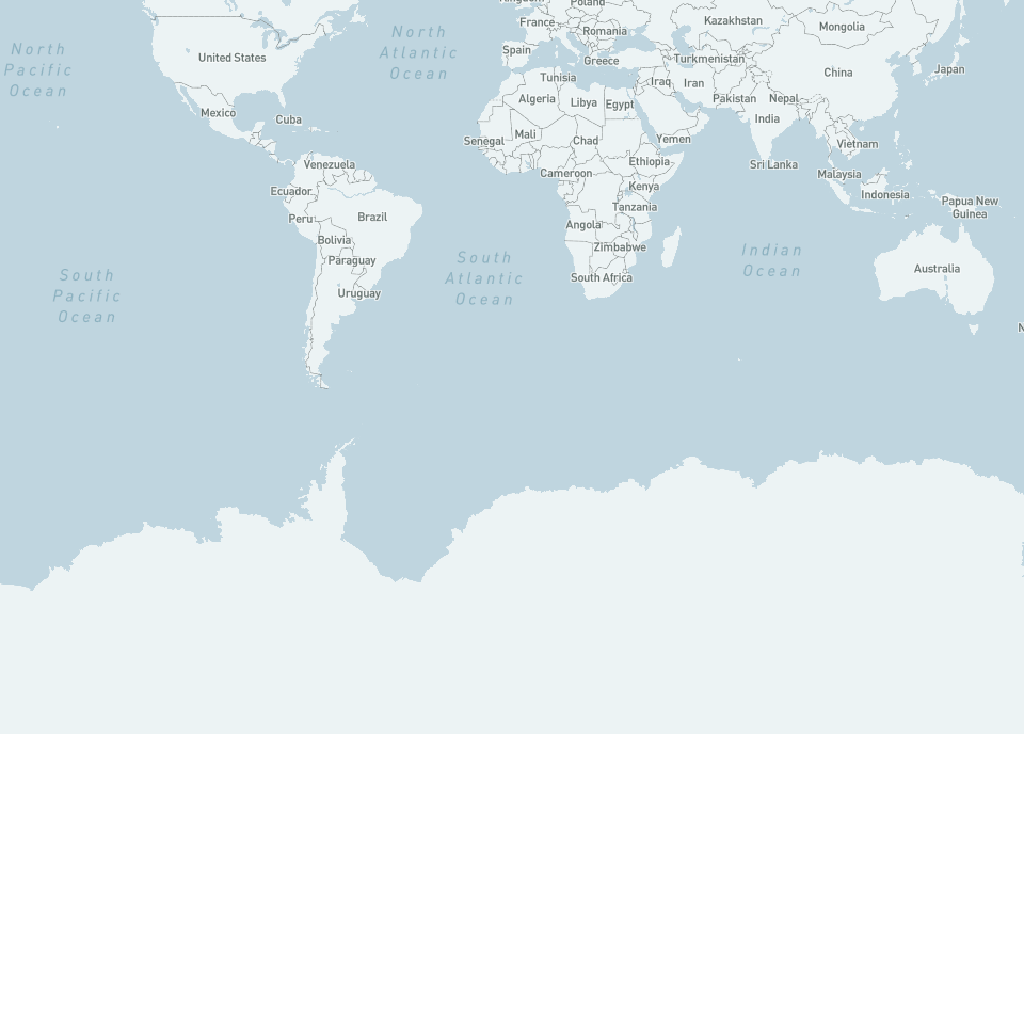 Poland
France
Kazakhstan
Mongolia
Romania
North
Atlantic
Ocean
North
Pacific
Ocean
United States
Spain
Greece
Turkmenistan
China
Japan
Tunisia
Iraq
Iran
Algeria
Libya
Egypt
Pakistan
Nepal
Mexico
Cuba
India
Senegal
Mali
Chad
Yemen
Vietnam
Venezuela
Ethiopia
Sri Lanka
Cameroon
Malaysia
Ecuador
Kenya
Indonesia
Papua New
Guinea
Tanzania
Peru
Brazil
Angola
Bolivia
Zimbabwe
Indian
Ocean
South
Atlantic
Ocean
Paraguay
Australia
South Africa
South
Pacific
Ocean
Uruguay